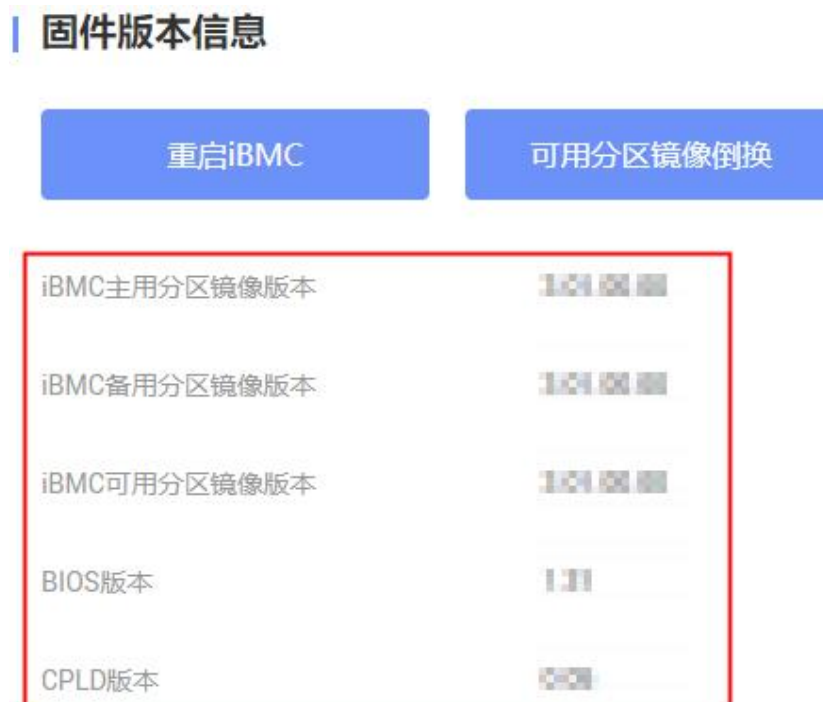 固件版本信息
重启iBMC 可用分区镜像倒换
iBMC主用分区镜像版本
iBMC备用分区镜像版本
iBMC可用分区镜像版本
BIOS版本
CPLD版本